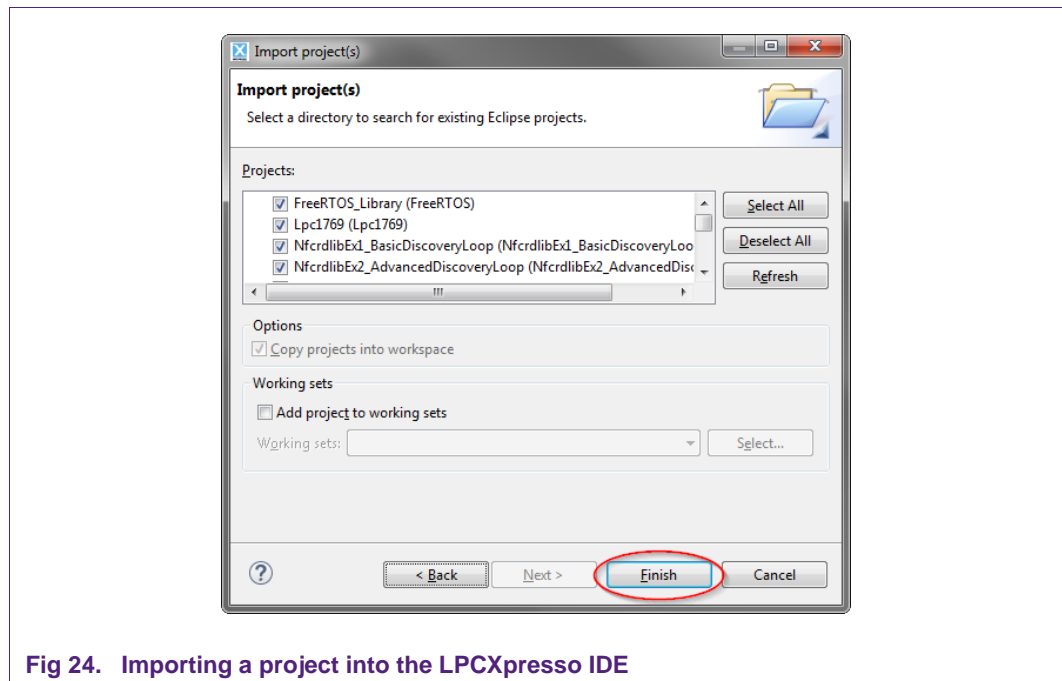 Import project(s)
Import project(s)
Select a directory to search for existing Eclipse projects.
Projects:
FreeRTOS_Library (FreeRTOS)
Lpc1769 (Lpc1769)
NfcrdlibEx1_BasicDiscoveryLoop (NfcrdlibEx1_BasicDiscoveryLoo
NfcrdlibEx2_AdvancedDiscoveryLoop (NfcrdlibEx2_AdvancedDisc
Select All
Deselect All
Refresh
Options
Copy projects into workspace
Working sets
Add project to working sets
Working sets:
Select...
?
< Back
Next >
Finish
Cancel
Fig 24. Importing a project into the LPCXpresso IDE